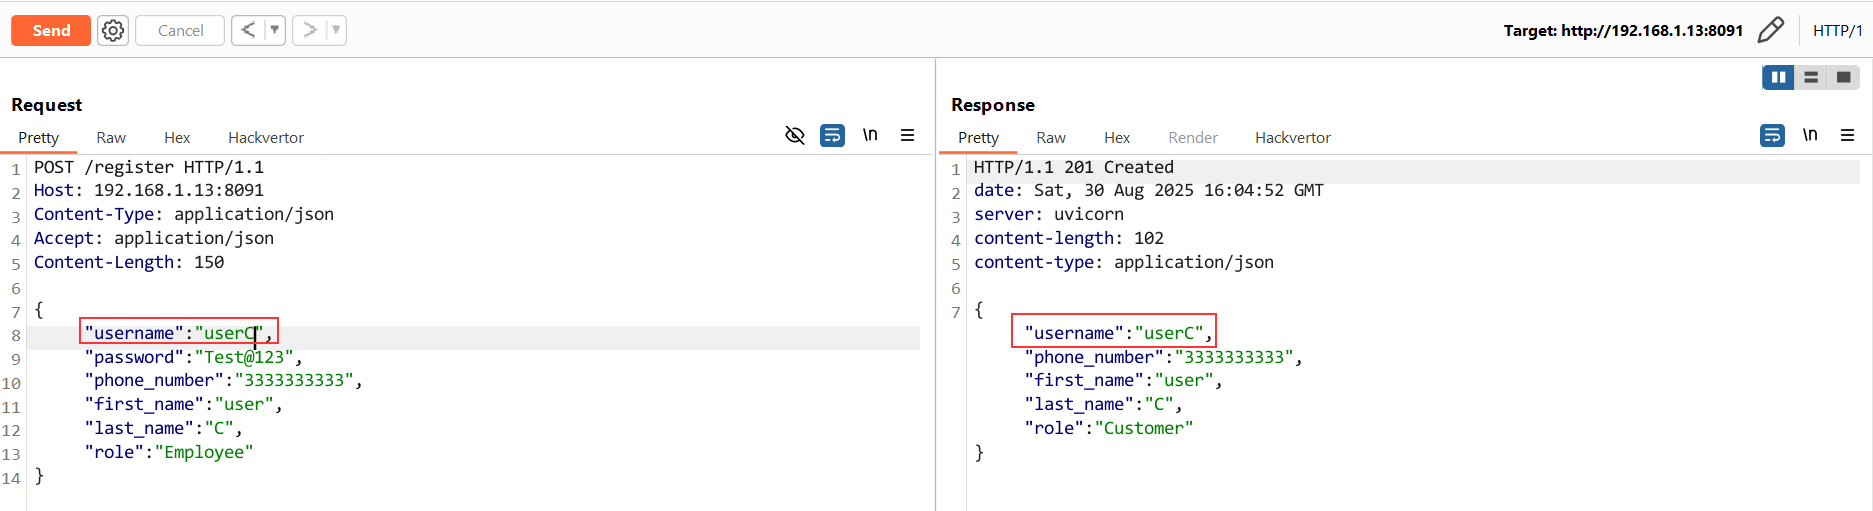 Send
Cancel
<
>
Target: http://192.168.1.13:8091
HTTP/1
Request
Pretty
Raw
Hex
Hackvertor
\n
1 POST /register HTTP/1.1
2 Host: 192.168.1.13:8091
3 Content-Type: application/json
4 Accept: application/json
5 Content-Length: 150
6
7 {
8 "username":"userC",
9 "password":"Test@123",
10 "phone_number":"3333333333",
11 "first_name":"user",
12 "last_name":"C",
13 "role":"Employee"
14 }
Response
Pretty
Raw
Hex
Render
Hackvertor
\n
1 HTTP/1.1 201 Created
2 date: Sat, 30 Aug 2025 16:04:52 GMT
3 server: uvicorn
4 content-length: 102
5 content-type: application/json
6
7 {
"username":"userC",
"phone_number":"3333333333",
"first_name":"user",
"last_name":"C",
"role":"Customer"
}